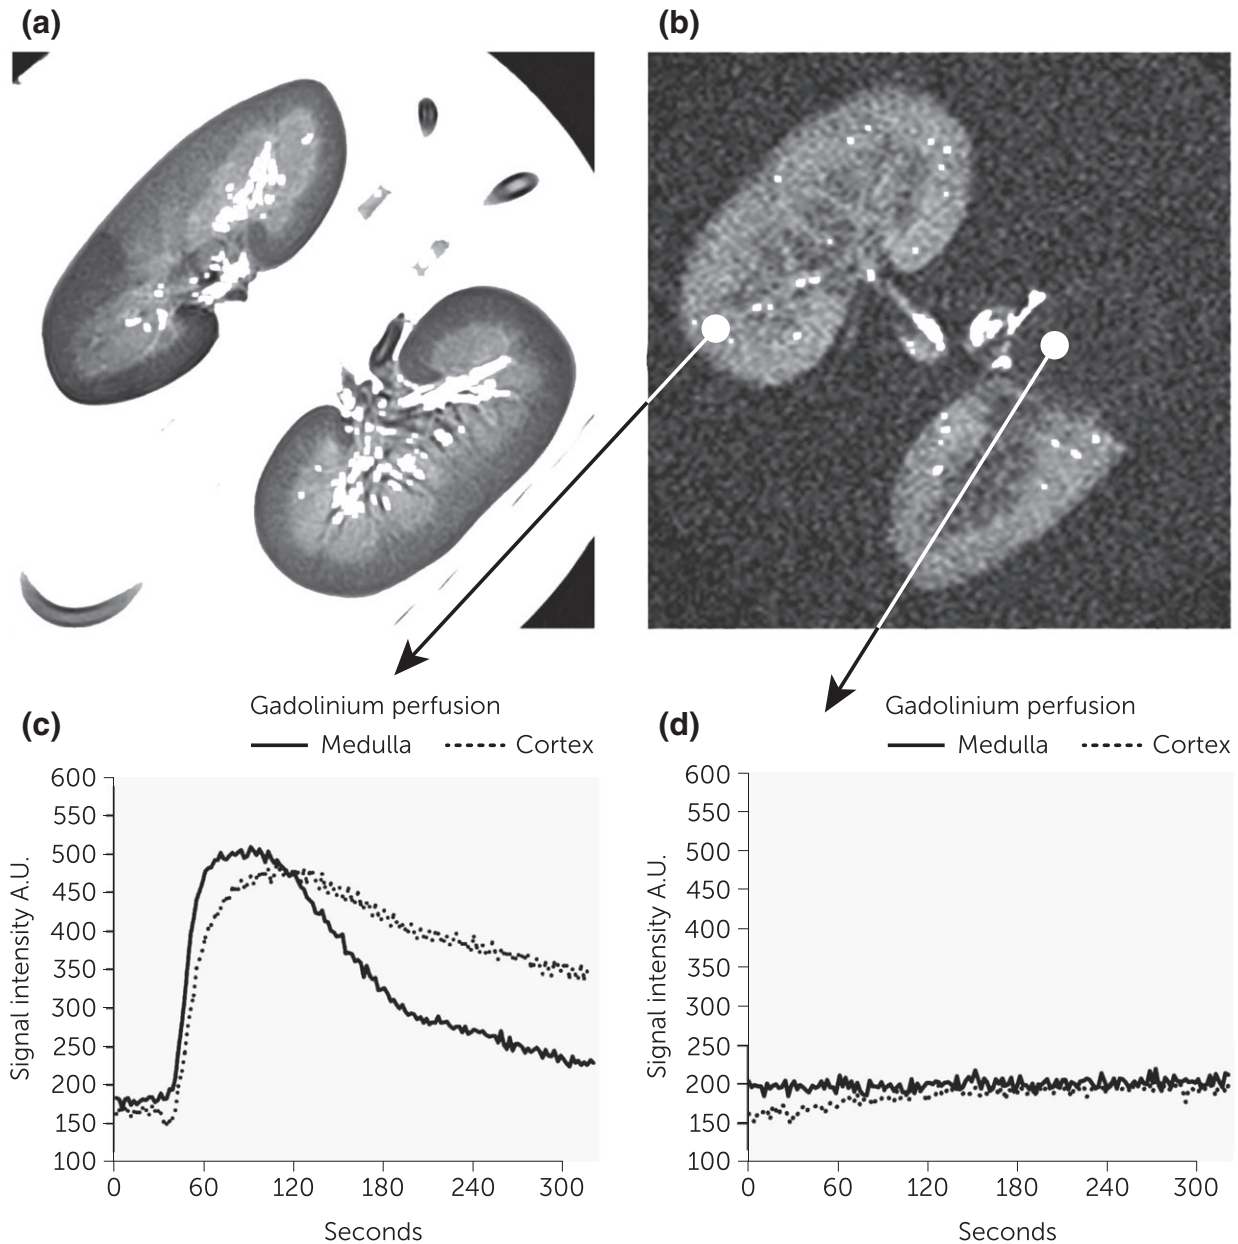 (a)
(b)
(c)
Gadolinium perfusion
Medulla Cortex
600
550
500
450
400
350
300
250
200
150
100
Signal intensity A.U.
0 60 120 180 240 300
Seconds
(d)
Gadolinium perfusion
Medulla Cortex
600
550
500
450
400
350
300
250
200
150
100
Signal intensity A.U.
0 60 120 180 240 300
Seconds